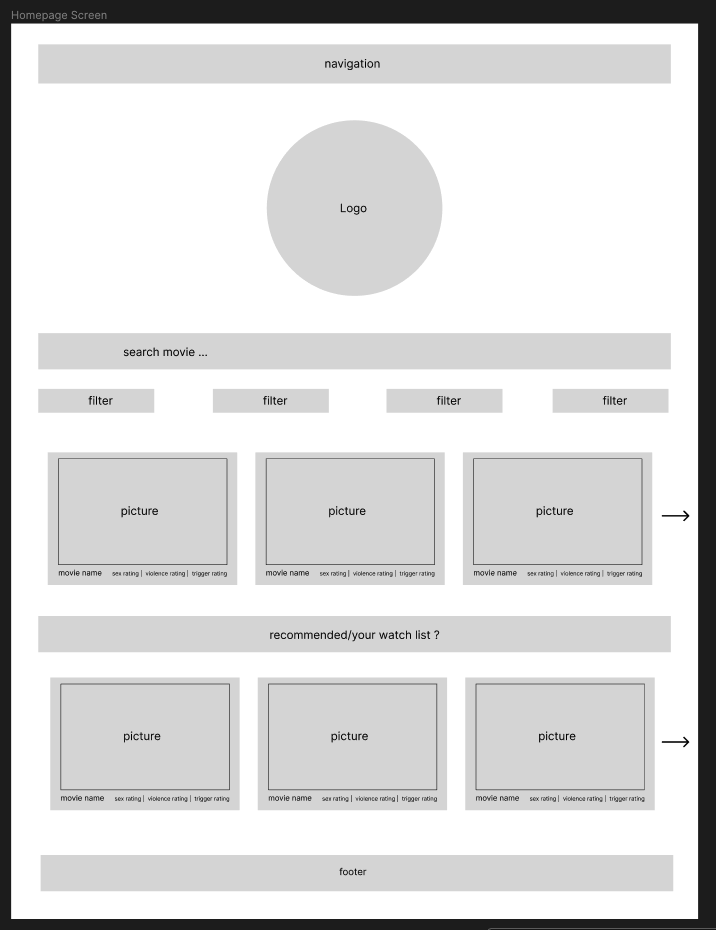 Homepage Screen
navigation
Logo
search movie ...
filter filter filter filter
picture picture picture
movie name sex rating | violence rating | trigger rating movie name sex rating | violence rating | trigger rating movie name sex rating | violence rating | trigger rating
recommended/your watch list ?
picture picture picture
movie name sex rating | violence rating | trigger rating movie name sex rating | violence rating | trigger rating movie name sex rating | violence rating | trigger rating
footer